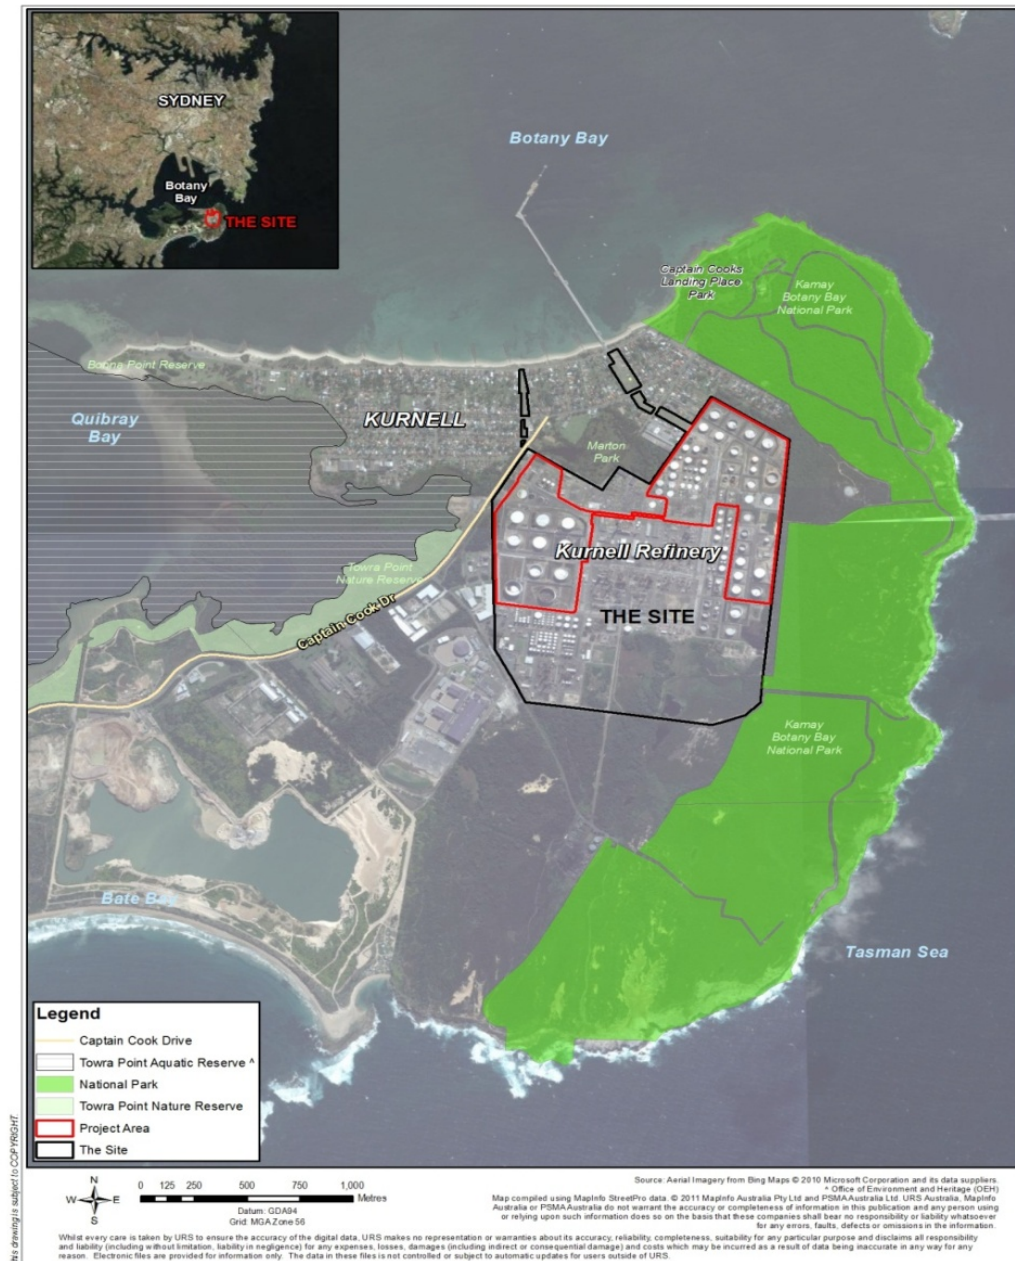 SYDNEY
Botany
Bay
THE SITE
Botany Bay
Captain Cooks
Landing Place
Park
Kamay
Botany Bay
National Park
Bonna Point Reserve
Quibray
Bay
KURNELL
Marton
Park
Kurnell Refinery
THE SITE
Towra Point
Nature Reserve
Captain Cook Dr
Kamay
Botany Bay
National Park
Bate Bay
Tasman Sea
Legend
Captain Cook Drive
Towra Point Aquatic Reserve ^
National Park
Towra Point Nature Reserve
Project Area
The Site
his drawing is subject to COPYRIGHT.
N
W E
S
0 125 250 500 750 1,000
Metres
Datum: GDA94
Grid: MGA Zone 56
Source: Aerial Imagery from Bing Maps © 2010 Microsoft Corporation and its data suppliers.
^ Office of Environment and Heritage (OEH)
Map compiled using MapInfo StreetPro data. © 2011 MapInfo Australia Pty Ltd and PSMA Australia Ltd. URS Australia, MapInfo
Australia or PSMA Australia do not warrant the accuracy or completeness of information in this publication and any person using
or relying upon such information does so on the basis that these companies shall bear no responsibility or liability whatsoever
for any errors, faults, defects or omissions in the information.
Whilst every care is taken by URS to ensure the accuracy of the digital data, URS makes no representation or warranties about its accuracy, reliability, completeness, suitability for any particular purpose and disclaims all responsibility
and liability (including without limitation, liability in negligence) for any expenses, losses, damages (including indirect or consequential damage) and costs which may be incurred as a result of data being inaccurate in any way for any
reason. Electronic files are provided for information only. The data in these files is not controlled or subject to automatic updates for users outside of URS.